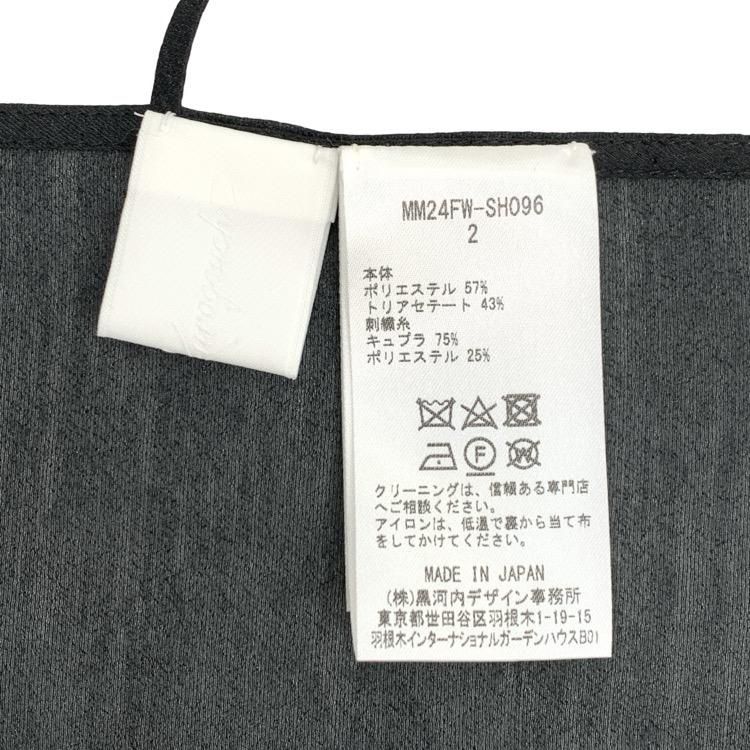 MM24FW-SH096
2
本体
ポリエステル 57%
トリアセテート 43%
刺繍糸
キュプラ 75%
ポリエステル 25%
F
W
クリーニングは、信頼ある専門店
へご相談ください。
アイロンは、低温で裏から当て布
をしてかけてください。
MADE IN JAPAN
(株)黒河内デザイン事務所
東京都世田谷区羽根木1-19-15
羽根木インターナショナルガーデンハウスB01